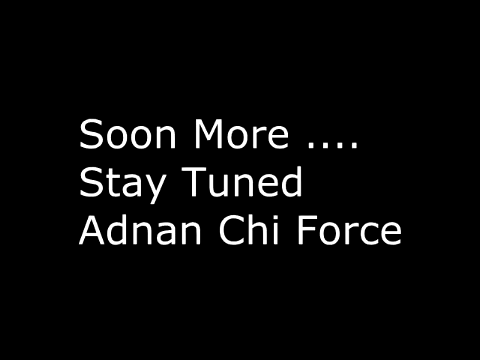 Soon More ....
Stay Tuned
Adnan Chi Force